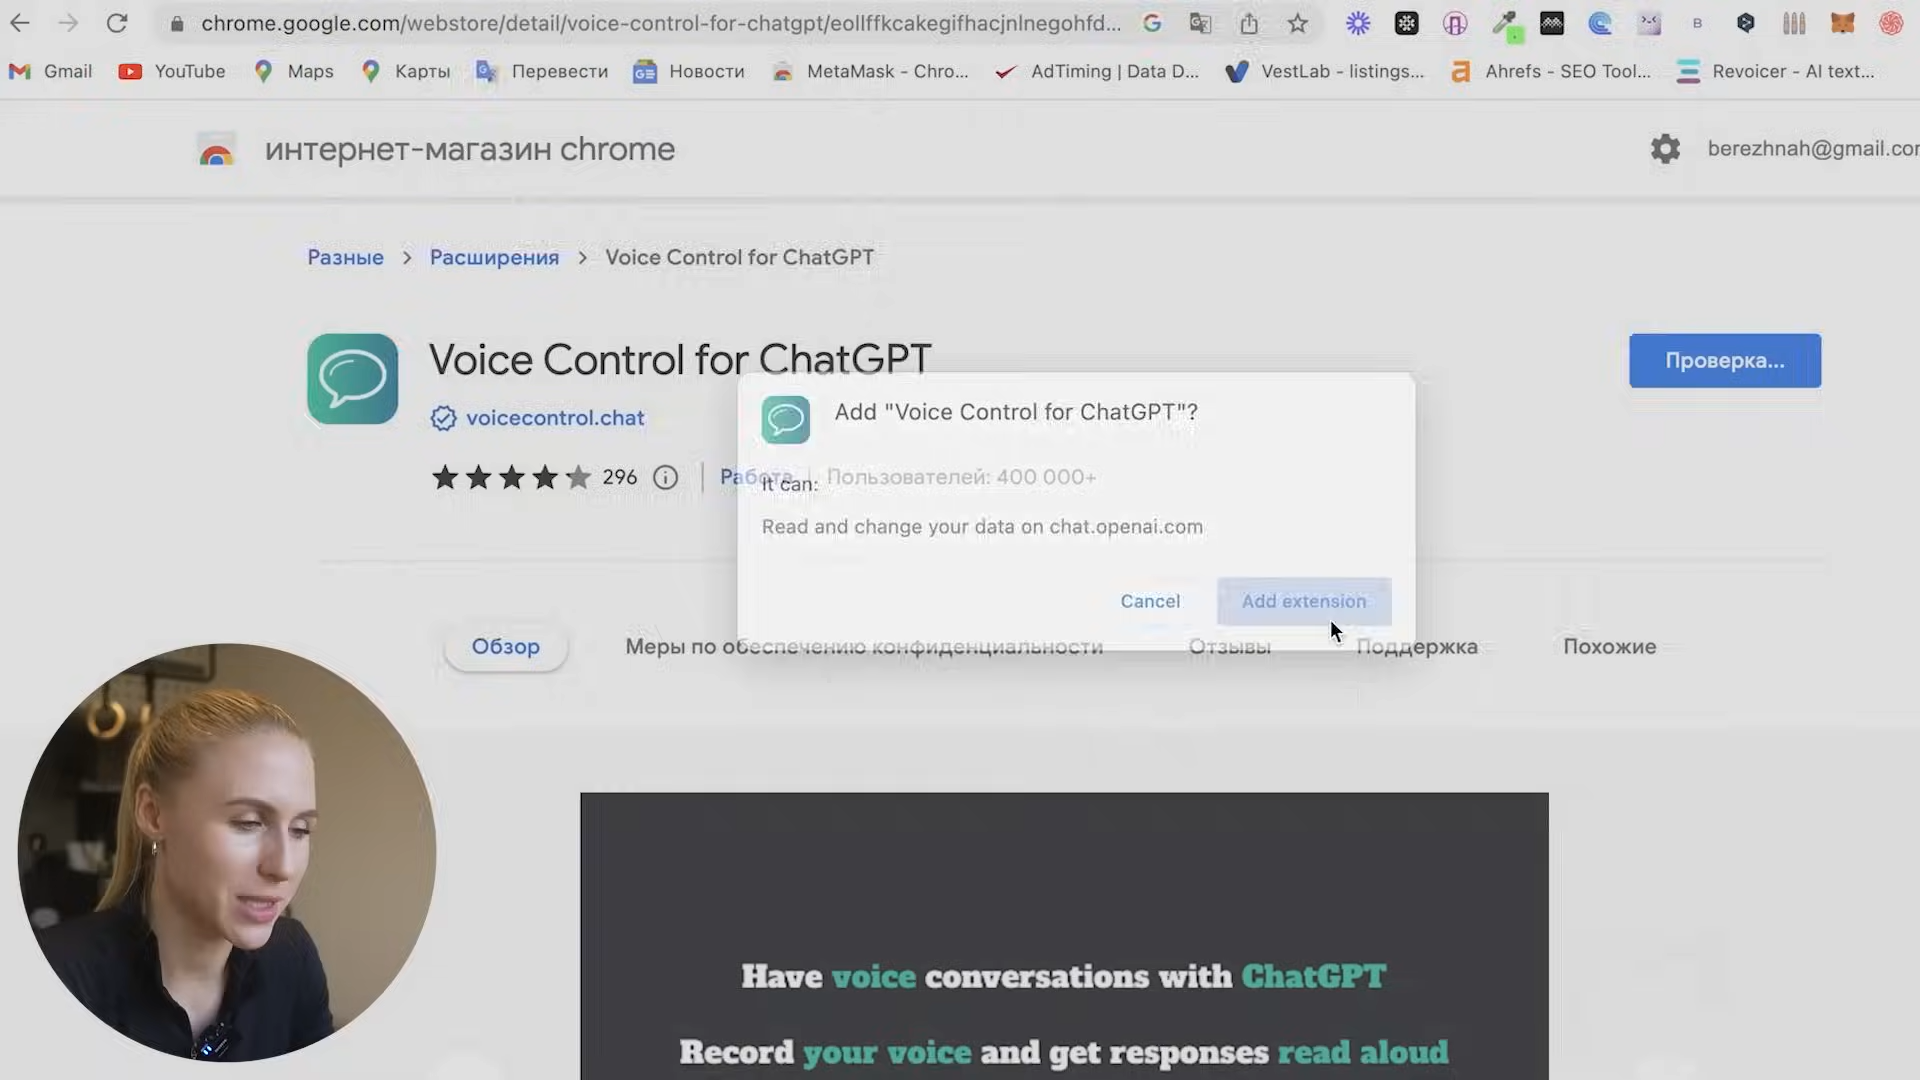 chrome.google.com/webstore/detail/voice-control-for-chatgpt/eollffkcakegifhacjnlnegohfd...
Gmail YouTube Maps Карты Перевести Новости MetaMask - Chro... AdTiming | Data D... VestLab - listings... Ahrefs - SEO Tool... Revoicer - AI text...
интернет-магазин chrome
berezhnah@gmail.cor
Разные > Расширения > Voice Control for ChatGPT
Voice Control for ChatGPT
Проверка...
voicecontrol.chat
Add "Voice Control for ChatGPT"?
296 | Работа | Пользователей: 400 000+
It can:
Read and change your data on chat.openai.com
Cancel Add extension
Обзор Меры по обеспечению конфиденциальности Отзывы Поддержка Похожие
Have voice conversations with ChatGPT
Record your voice and get responses read aloud